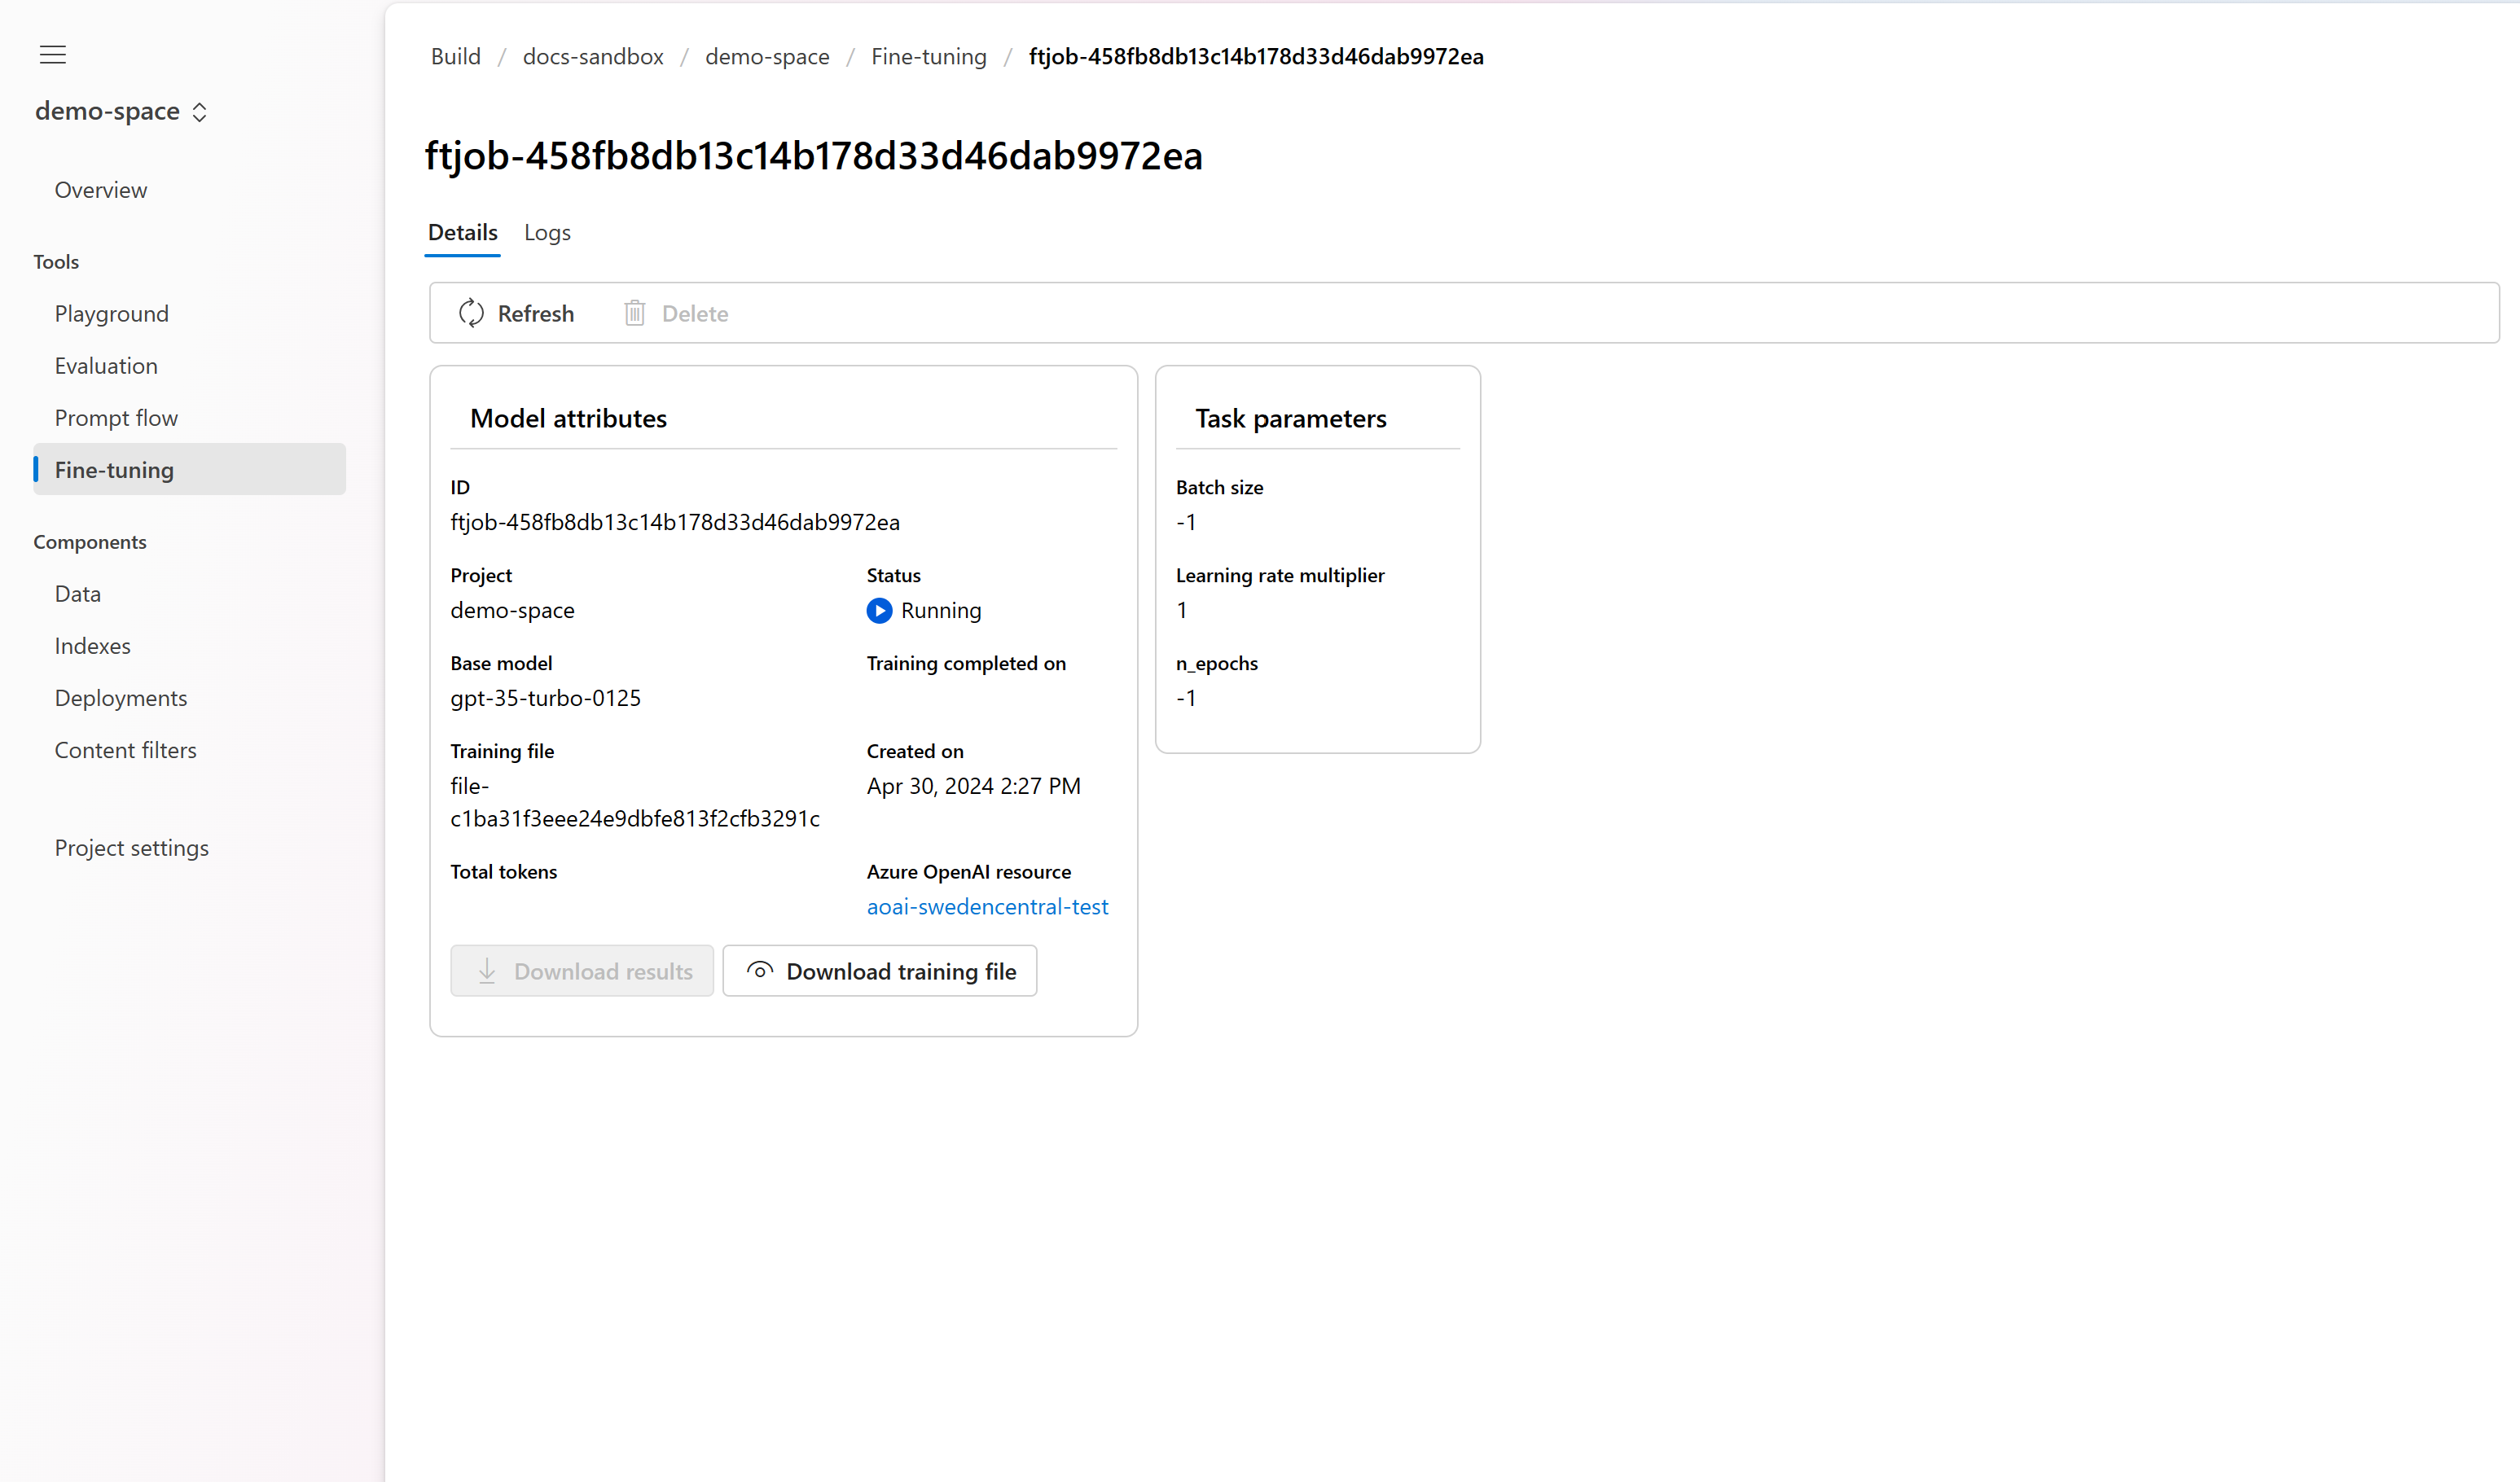 demo-space
Overview
Tools
Playground
Evaluation
Prompt flow
Fine-tuning
Components
Data
Indexes
Deployments
Content filters
Project settings
Build / docs-sandbox / demo-space / Fine-tuning / ftjob-458fb8db13c14b178d33d46dab9972ea
ftjob-458fb8db13c14b178d33d46dab9972ea
Details Logs
Refresh Delete
Model attributes
ID
ftjob-458fb8db13c14b178d33d46dab9972ea
Project Status
demo-space Running
Base model Training completed on
gpt-35-turbo-0125
Training file Created on
file- Apr 30, 2024 2:27 PM
c1ba31f3eee24e9dbfe813f2cfb3291c
Total tokens Azure OpenAI resource
aoai-swedencentral-test
Download results Download training file
Task parameters
Batch size
-1
Learning rate multiplier
1
n_epochs
-1